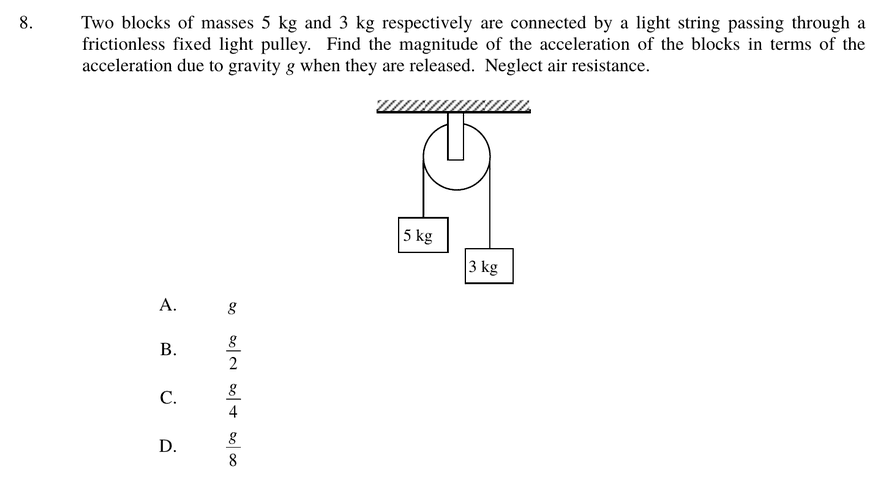 8. Two blocks of masses 5 kg and 3 kg respectively are connected by a light string passing through a
frictionless fixed light pulley. Find the magnitude of the acceleration of the blocks in terms of the
acceleration due to gravity g when they are released. Neglect air resistance.
5 kg
3 kg
A. g
B. g/2
C. g/4
D. g/8